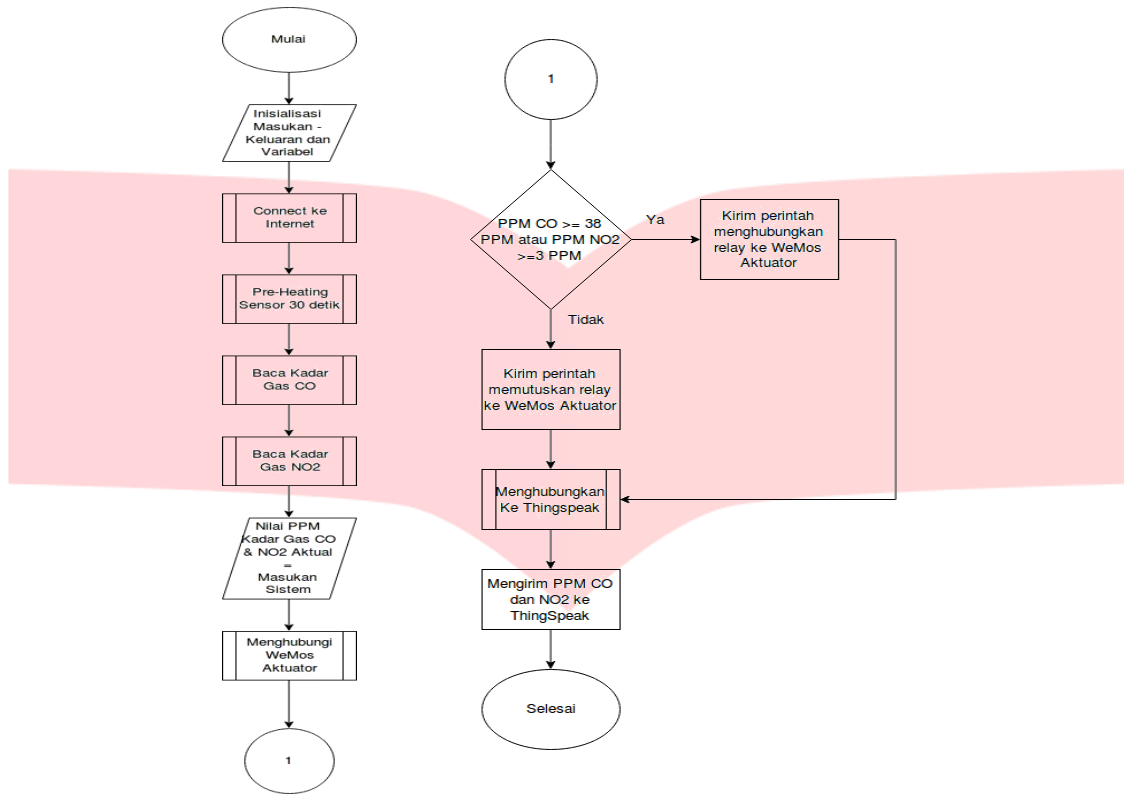 Mulai
Inisialisasi
Masukan -
Keluaran dan
Variabel
Connect ke
Internet
Pre-Heating
Sensor 30 detik
Baca Kadar
Gas CO
Baca Kadar
Gas NO2
Nilai PPM
Kadar Gas CO
& NO2 Aktual
=
Masukan
Sistem
Menghubungi
WeMos
Aktuator
1
1
PPM CO >= 38
PPM atau PPM NO2
>=3 PPM
Ya
Kirim perintah
menghubungkan
relay ke WeMos
Aktuator
Tidak
Kirim perintah
memutuskan relay
ke WeMos Aktuator
Menghubungkan
Ke Thingspeak
Mengirim PPM CO
dan NO2 ke
ThingSpeak
Selesai